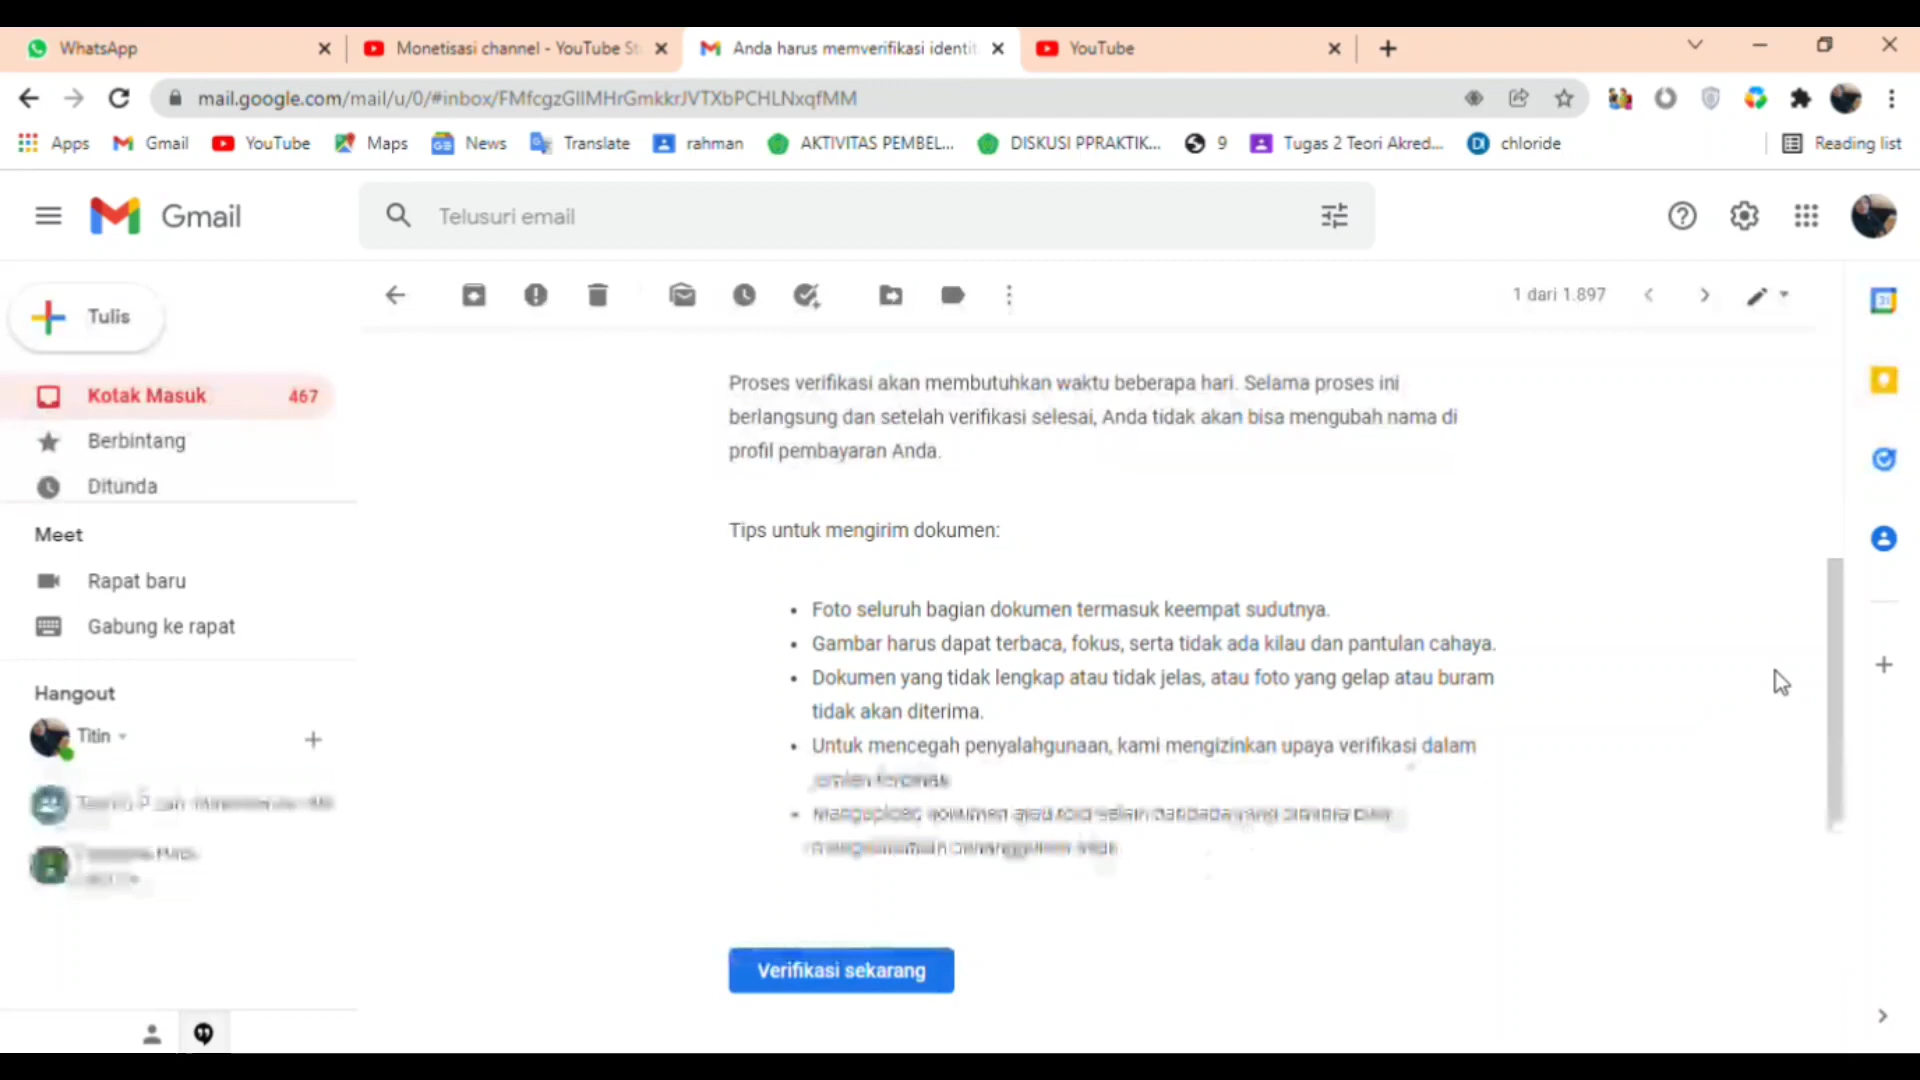 WhatsApp
Monetisasi channel - YouTube St
Anda harus memverifikasi identit
YouTube
mail.google.com/mail/u/0/#inbox/FMfcgzGllMHrGmkkrJVTXbPCHLNxqfMM
Apps
Gmail
YouTube
Maps
News
Translate
rahman
AKTIVITAS PEMBEL...
DISKUSI PPRAKTIK...
9
Tugas 2 Teori Akred...
chloride
Reading list
Gmail
Telusuri email
Tulis
1 dari 1.897
Kotak Masuk 467
Berbintang
Ditunda
Meet
Rapat baru
Gabung ke rapat
Hangout
Titin
Proses verifikasi akan membutuhkan waktu beberapa hari. Selama proses ini
berlangsung dan setelah verifikasi selesai, Anda tidak akan bisa mengubah nama di
profil pembayaran Anda.
Tips untuk mengirim dokumen:
• Foto seluruh bagian dokumen termasuk keempat sudutnya.
• Gambar harus dapat terbaca, fokus, serta tidak ada kilau dan pantulan cahaya.
• Dokumen yang tidak lengkap atau tidak jelas, atau foto yang gelap atau buram
tidak akan diterima.
• Untuk mencegah penyalahgunaan, kami mengizinkan upaya verifikasi dalam
Verifikasi sekarang